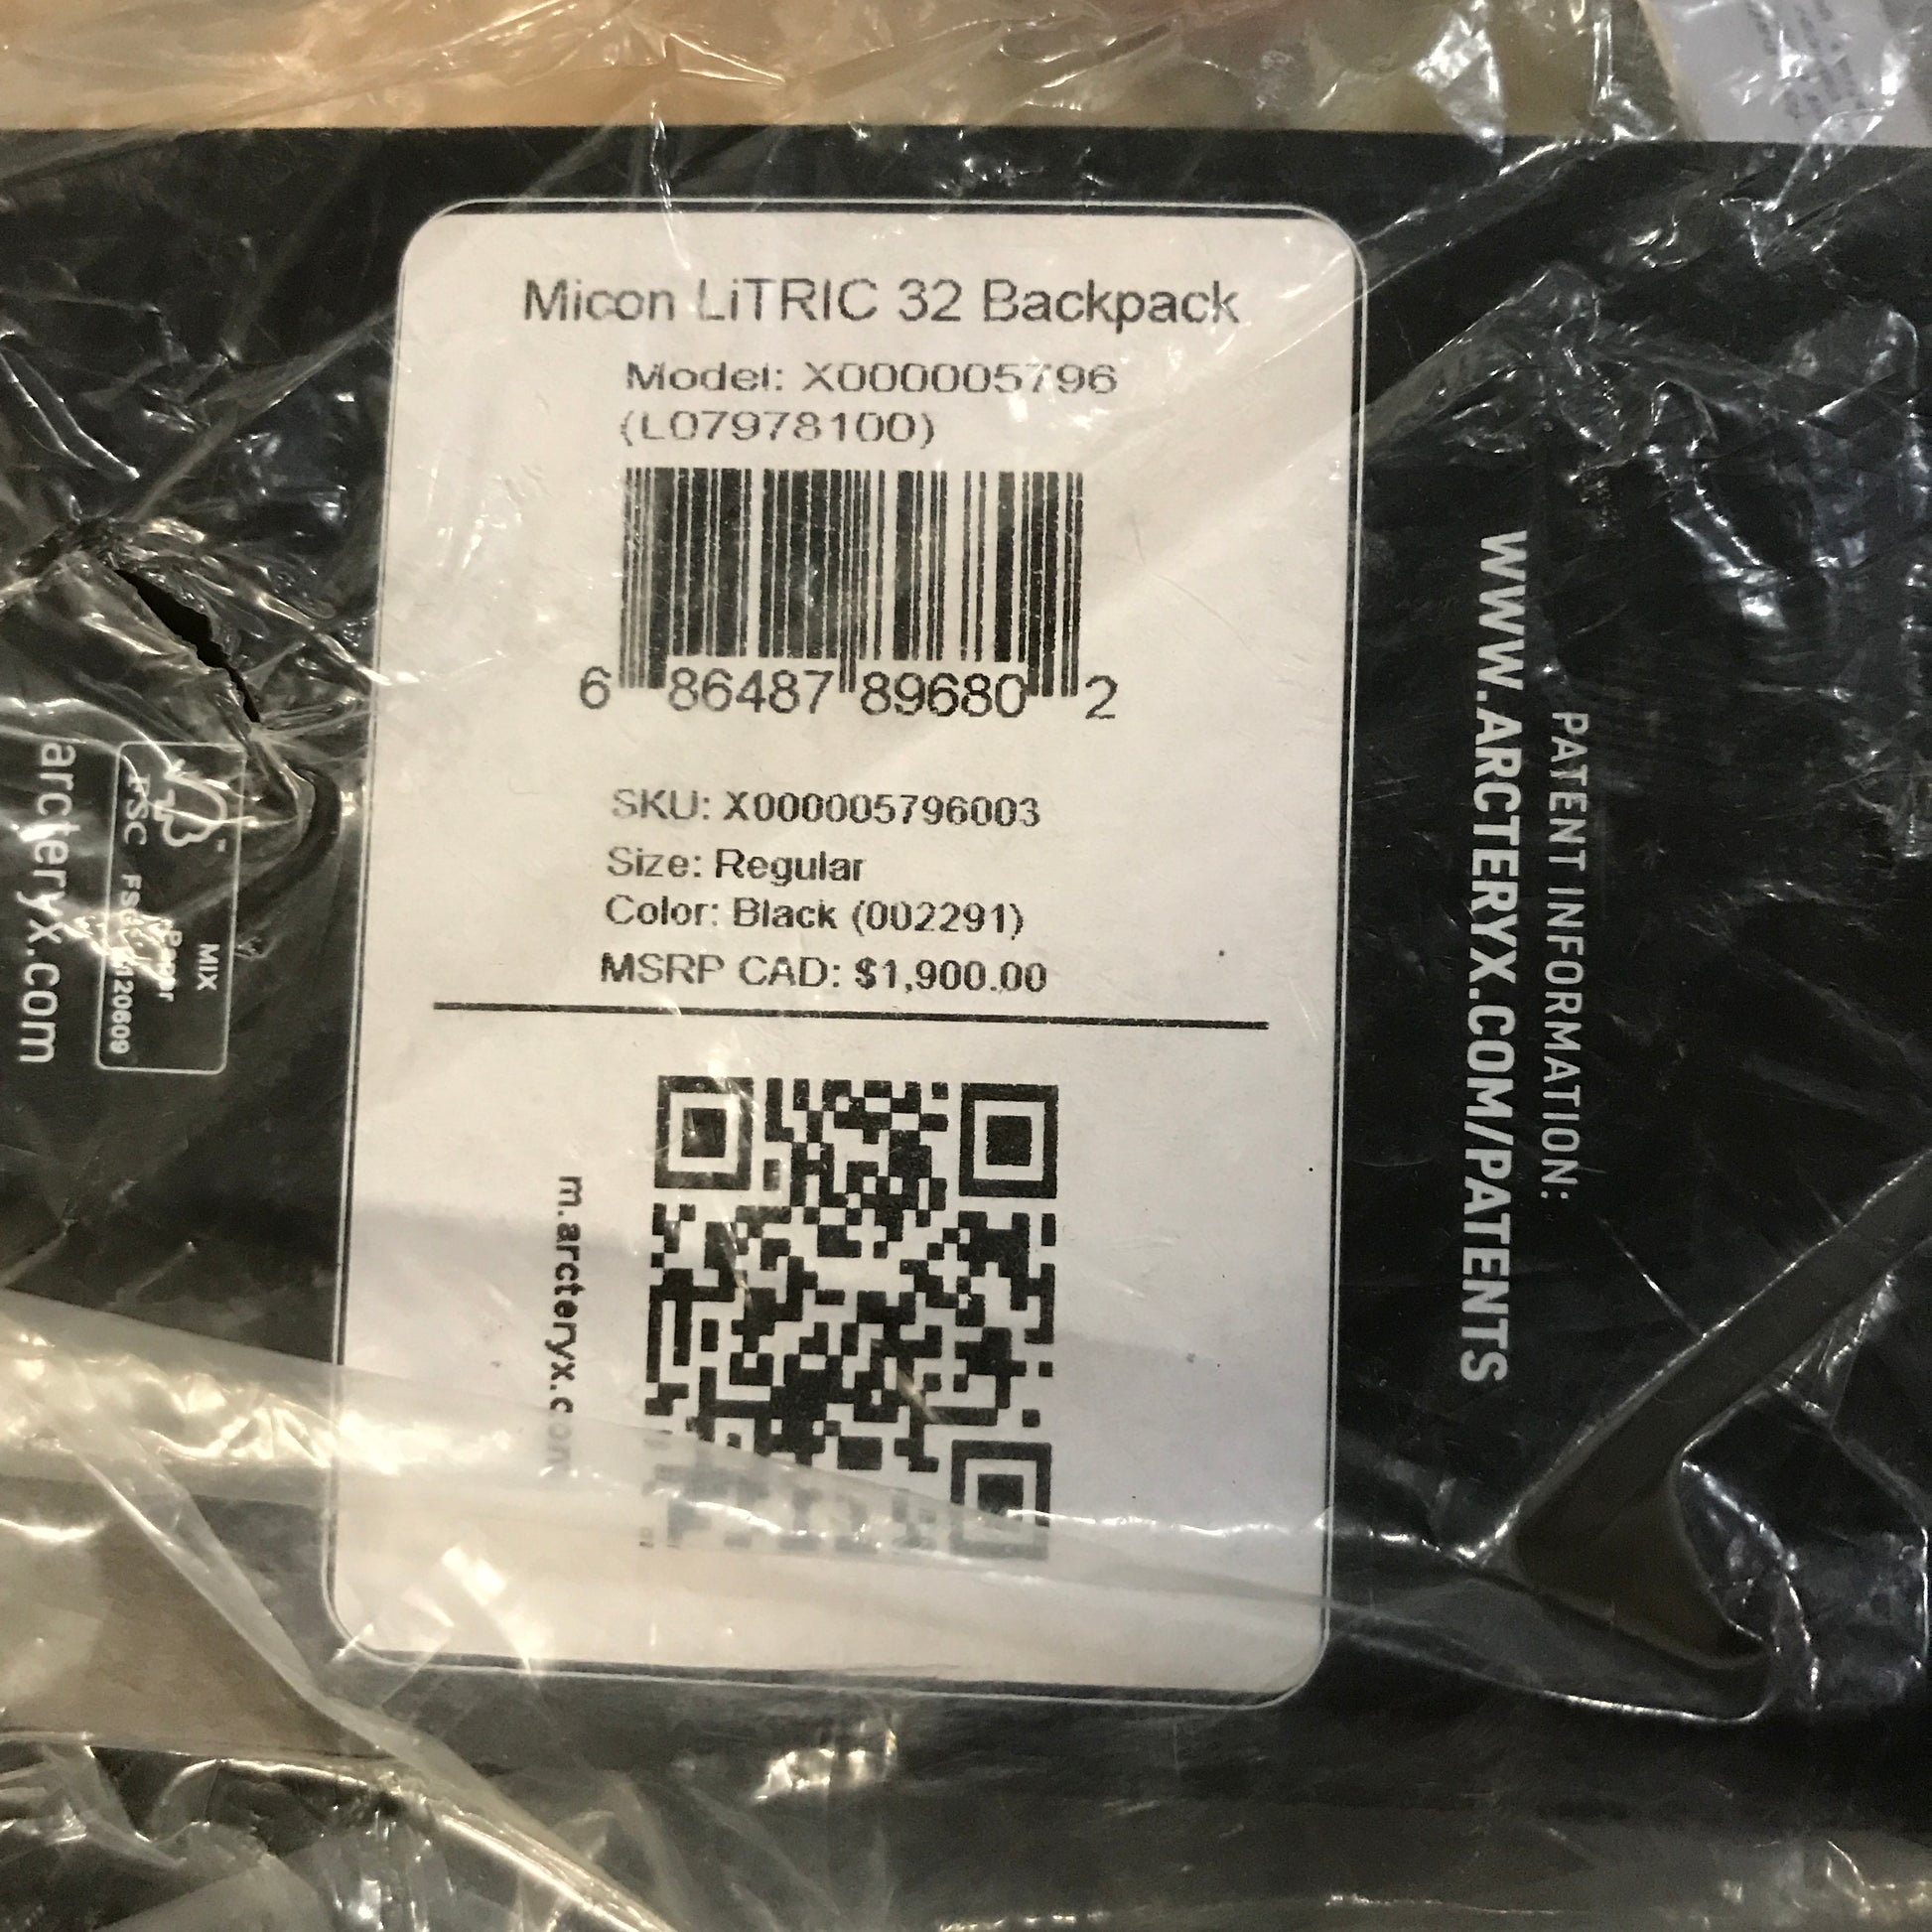 Micon LiTRIC 32 Backpack
Model: X000005796
(L07978100)
6 86487 89680 2
SKU: X000005796003
Size: Regular
Color: Black (002291)
MSRP CAD: $1,900.00
m.arcteryx.com
PATENT INFORMATION:
WWW.ARCTERYX.COM/PATENTS
FSC
MIX
Paper
arcteryx.com